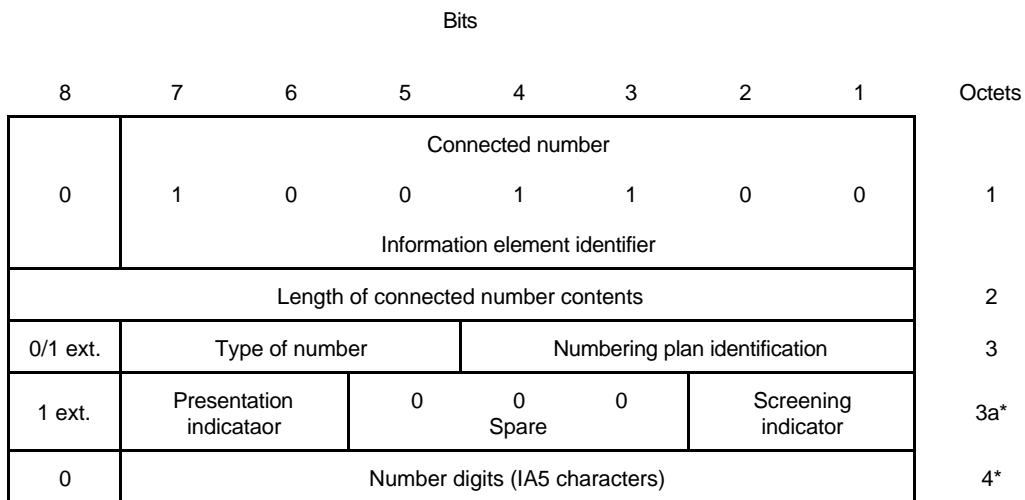 Bits
8 7 6 5 4 3 2 1 Octets
Connected number
0 1 0 0 1 1 0 0 1
Information element identifier
Length of connected number contents 2
0/1 ext. Type of number Numbering plan identification 3
1 ext. Presentation indicataor 0 0 0 Spare Screening indicator 3a*
0 Number digits (IA5 characters) 4*